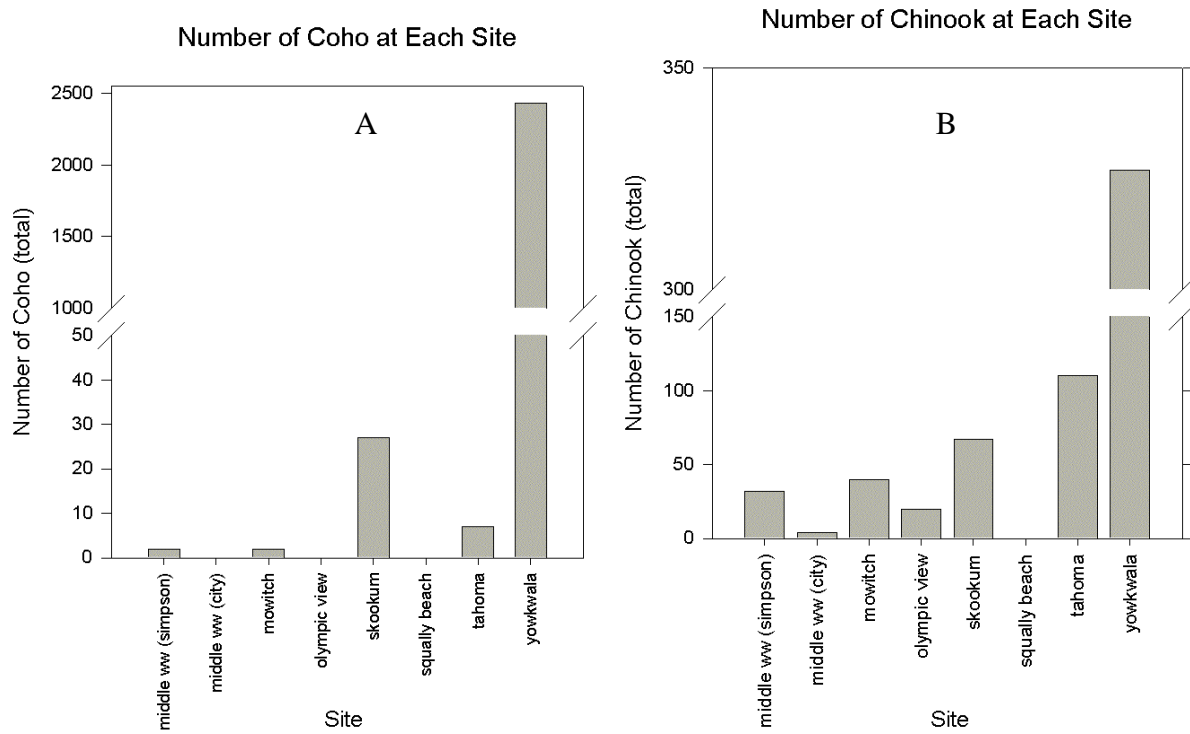 Number of Coho at Each Site
A
Number of Coho (total)
2500
2000
1500
1000
50
40
30
20
10
0
middle ww (simpson)
middle ww (city)
mowitch
olympic view
skookum
squally beach
tahoma
yowkwala
Site
Number of Chinook at Each Site
B
Number of Chinook (total)
350
300
150
100
50
0
middle ww (simpson)
middle ww (city)
mowitch
olympic view
skookum
squally beach
tahoma
yowkwala
Site